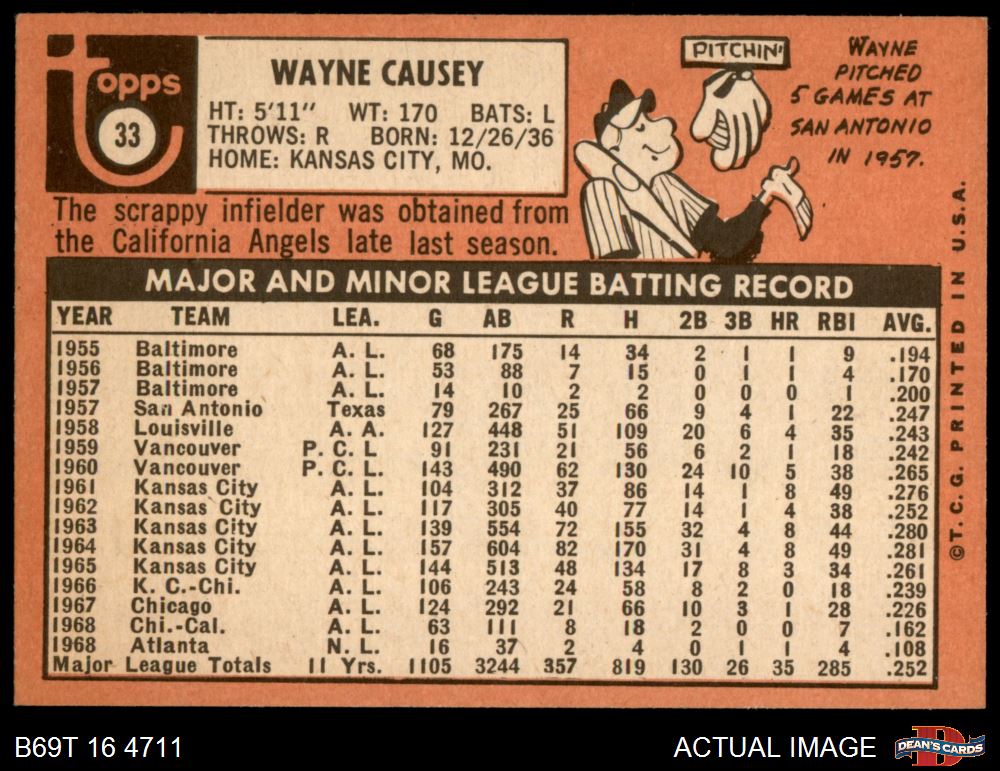 Topps
33
WAYNE CAUSEY
HT: 5'11" WT: 170 BATS: L
THROWS: R BORN: 12/26/36
HOME: KANSAS CITY, MO.
PITCHIN'
WAYNE
PITCHED
5 GAMES AT
SAN ANTONIO
IN 1957.
The scrappy infielder was obtained from
the California Angels late last season.
MAJOR AND MINOR LEAGUE BATTING RECORD
YEAR TEAM LEA. G AB R H 2B 3B HR RBI AVG.
1955 Baltimore A. L. 68 175 14 34 2 1 1 9 .194
1956 Baltimore A. L. 53 88 7 15 0 1 1 4 .170
1957 Baltimore A. L. 14 10 2 2 0 0 0 1 .200
1957 San Antonio Texas 79 267 25 66 9 4 1 22 .247
1958 Louisville A. A. 127 448 51 109 20 6 4 35 .243
1959 Vancouver P. C. L 91 231 21 56 6 2 1 18 .242
1960 Vancouver P. C. L. 143 490 62 130 24 10 5 38 .265
1961 Kansas City A. L. 104 312 37 86 14 1 8 49 .276
1962 Kansas City A. L. 117 305 40 77 14 1 4 38 .252
1963 Kansas City A. L. 139 554 72 155 32 4 8 44 .280
1964 Kansas City A. L. 157 604 82 170 31 4 8 49 .281
1965 Kansas City A. L. 144 513 48 134 17 8 3 34 .261
1966 K. C.-Chi. A. L. 106 243 24 58 8 2 0 18 .239
1967 Chicago A. L. 124 292 21 66 10 3 1 28 .226
1968 Chi.-Cal. A. L. 63 111 8 18 2 0 0 7 .162
1968 Atlanta N. L. 16 37 2 4 0 1 1 4 .108
Major League Totals 11 Yrs. 1105 3244 357 819 130 26 35 285 .252
©T. C. G. PRINTED IN U.S.A.
B69T 16 4711
ACTUAL IMAGE
DEAN'S CARDS